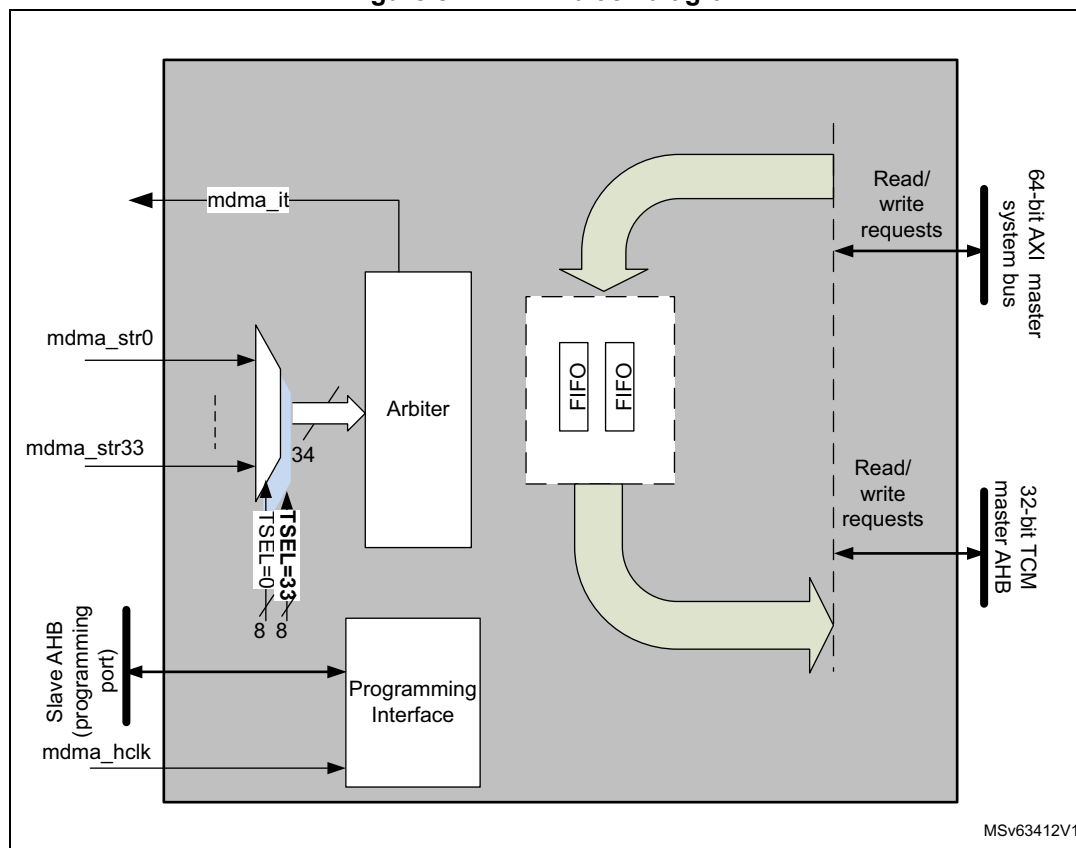 mdma_it
mdma_str0
mdma_str33
34
Arbiter
TSEL=0
TSEL=33
8
8
Slave AHB
(programming
port)
mdma_hclk
Programming
Interface
FIFO
FIFO
Read/
write
requests
64-bit AXI master
system bus
Read/
write
requests
32-bit TCM
master AHB
MSv63412V1